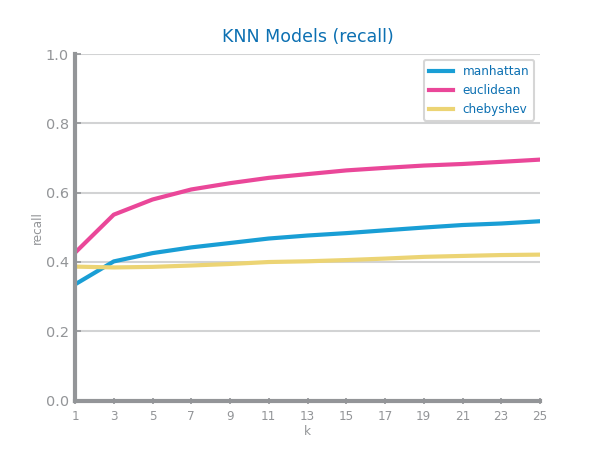 KNN Models (recall)
1.0
0.8
0.6
0.4
0.2
0.0
recall
manhattan
euclidean
chebyshev
1 3 5 7 9 11 13 15 17 19 21 23 25
k